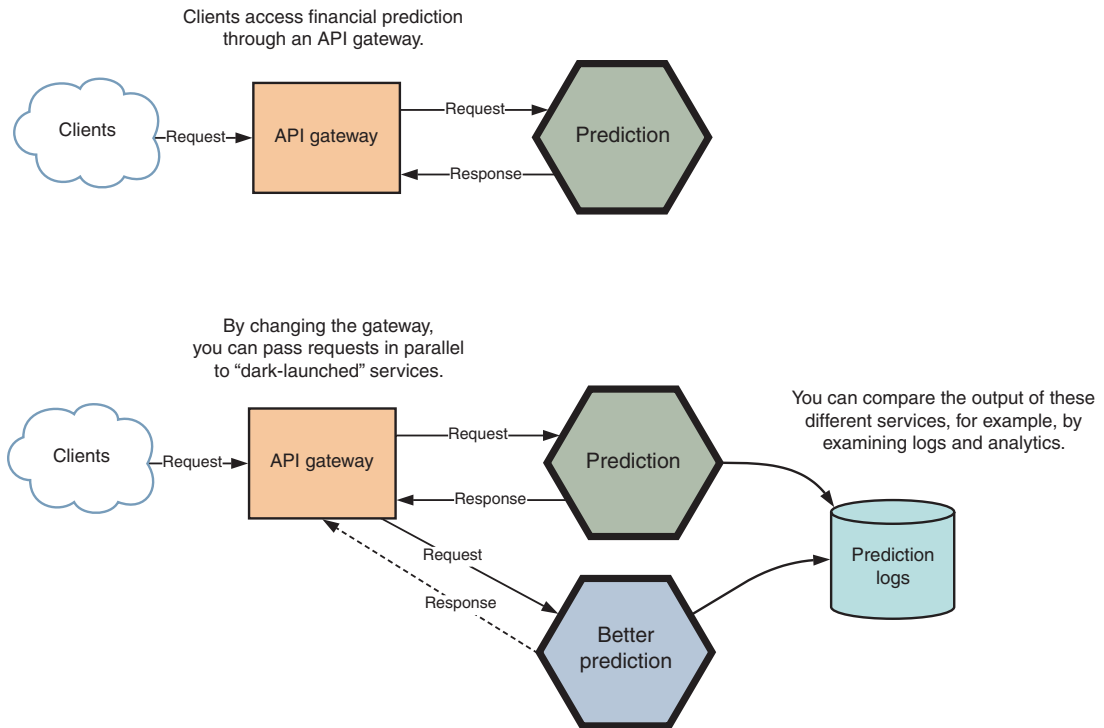 Clients access financial prediction
through an API gateway.
Clients
Request
API gateway
Request
Response
Prediction
By changing the gateway,
you can pass requests in parallel
to “dark-launched” services.
You can compare the output of these
different services, for example, by
examining logs and analytics.
Clients
Request
API gateway
Request
Response
Prediction
Request
Response
Better
prediction
Prediction
logs